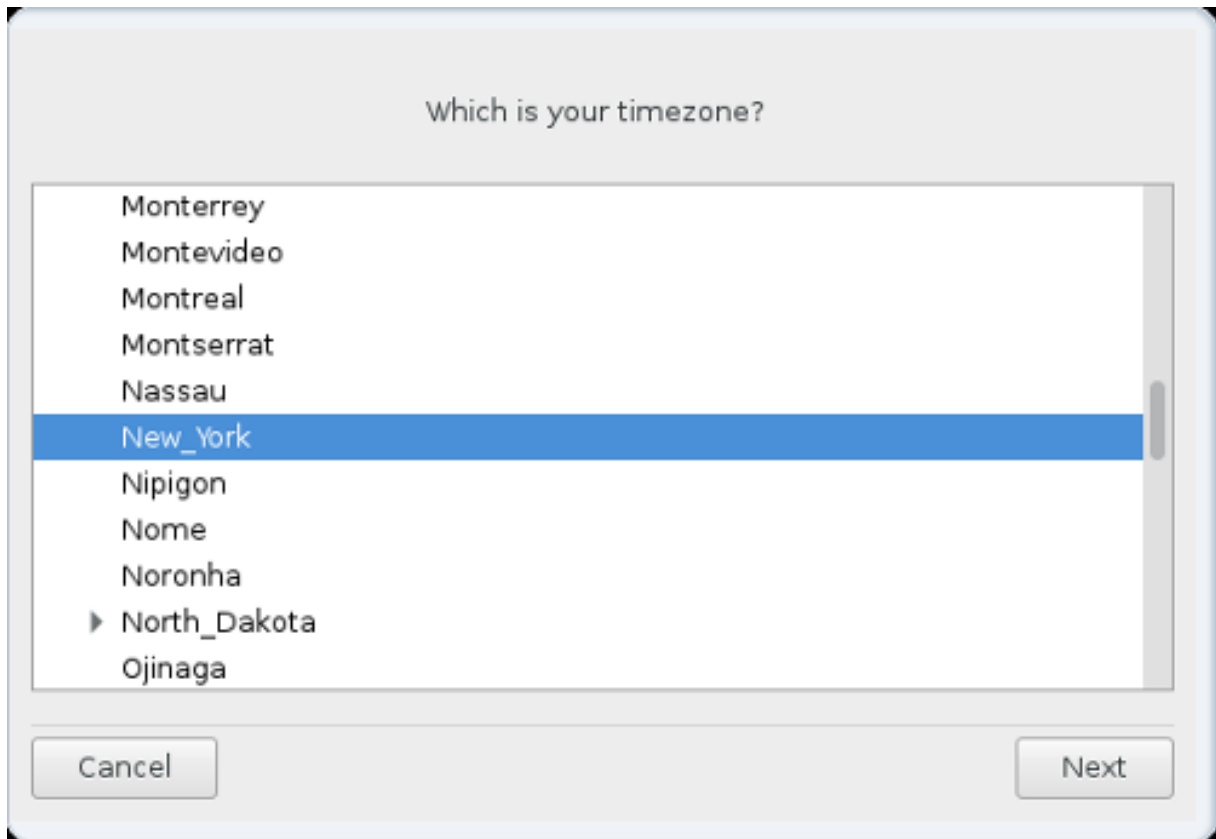 Which is your timezone?
Monterrey
Montevideo
Montreal
Montserrat
Nassau
New_York
Nipigon
Nome
Noronha
North_Dakota
Ojinaga
Cancel
Next